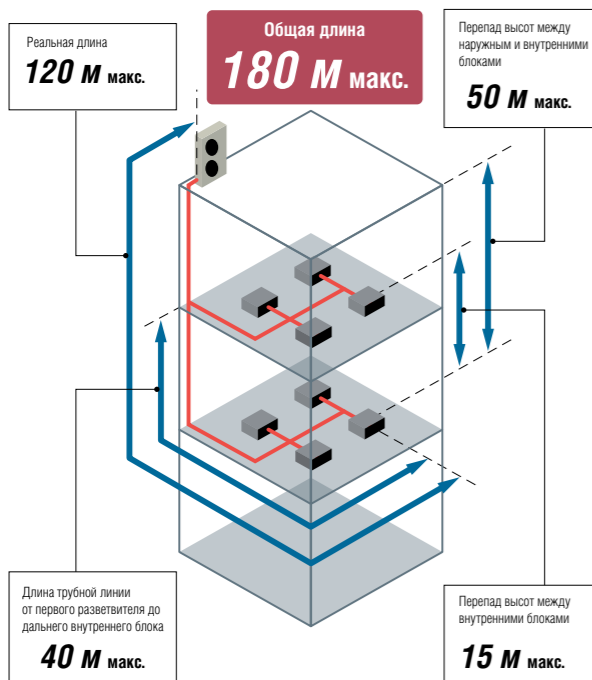 Реальная длина
120 м макс.
Общая длина
180 м макс.
Перепад высот между
наружным и внутренними
блоками
50 м макс.
Длина трубной линии
от первого разветвителя до
дальнего внутреннего блока
40 м макс.
Перепад высот между
внутренними блоками
15 м макс.